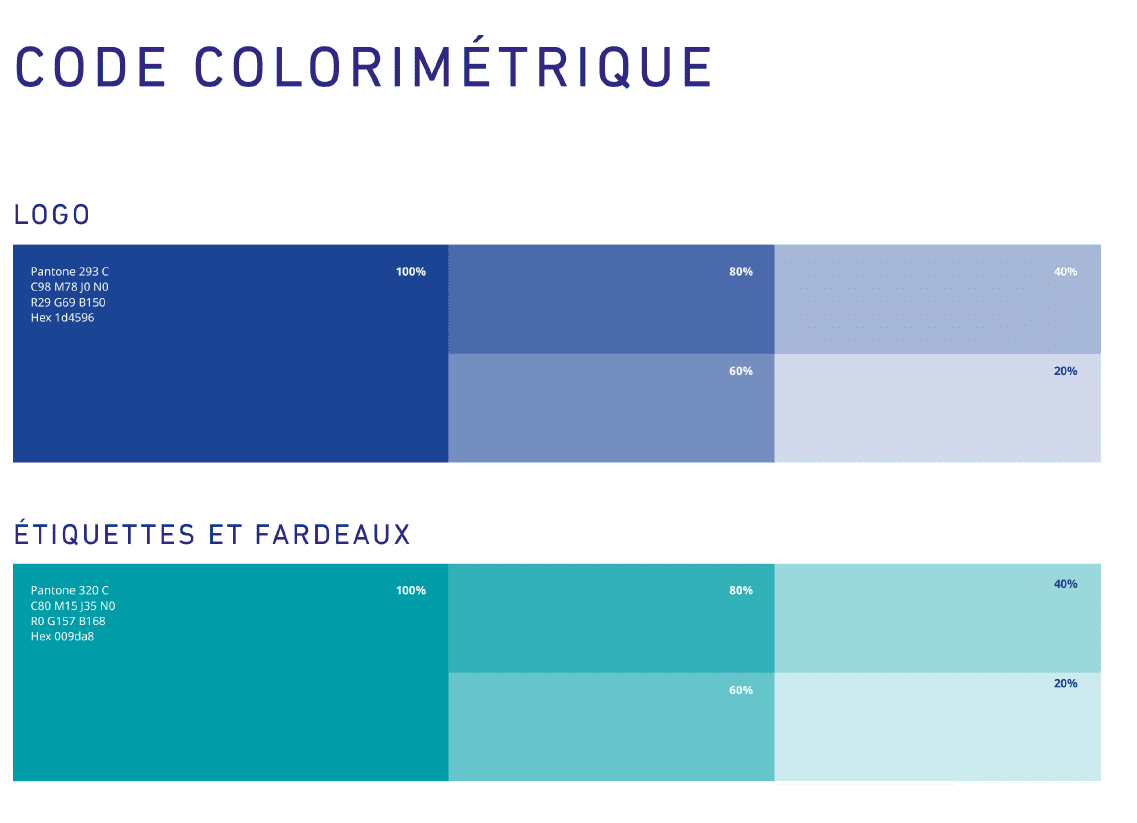 CODE COLORIMÉTRIQUE
LOGO
Pantone 293 C
C98 M78 J0 N0
R29 G69 B150
Hex 1d4596
100%
80%
40%
60%
20%
ÉTIQUETTES ET FARDEAUX
Pantone 320 C
C80 M15 J35 N0
R0 G157 B168
Hex 009da8
100%
80%
40%
60%
20%